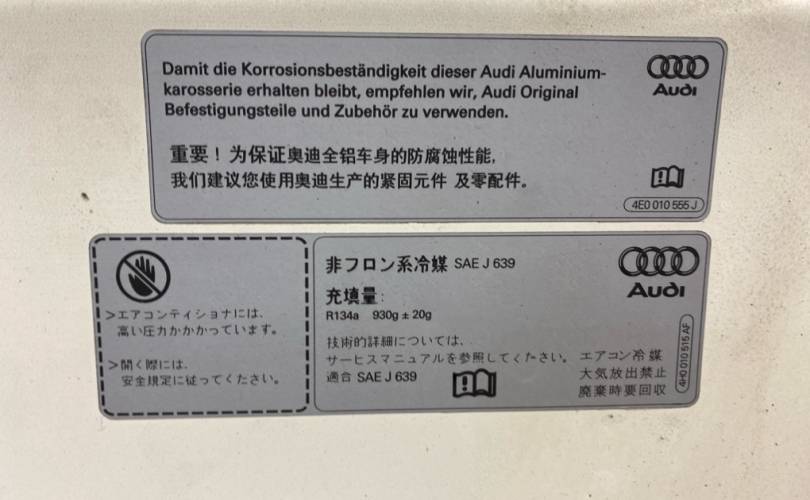 Damit die Korrosionsbeständigkeit dieser Audi Aluminium-
karosserie erhalten bleibt, empfehlen wir, Audi Original
Befestigungsteile und Zubehör zu verwenden.
重要！为保证奥迪全铝车身的防腐蚀性能,
我们建议您使用奥迪生产的紧固元件 及零配件。
Audi
4E0 010 555 J
>エアコンディショナには、
高い圧力がかかっています。
>開く際には、
安全規定に従ってください。
非フロン系冷媒 SAE J 639
充填量:
R134a 930g ± 20g
技術的詳細については、
サービスマニュアルを参照してください。
適合 SAE J 639
Audi
エアコン冷媒
大気放出禁止
廃棄時要回収
4H0 010 515 AF